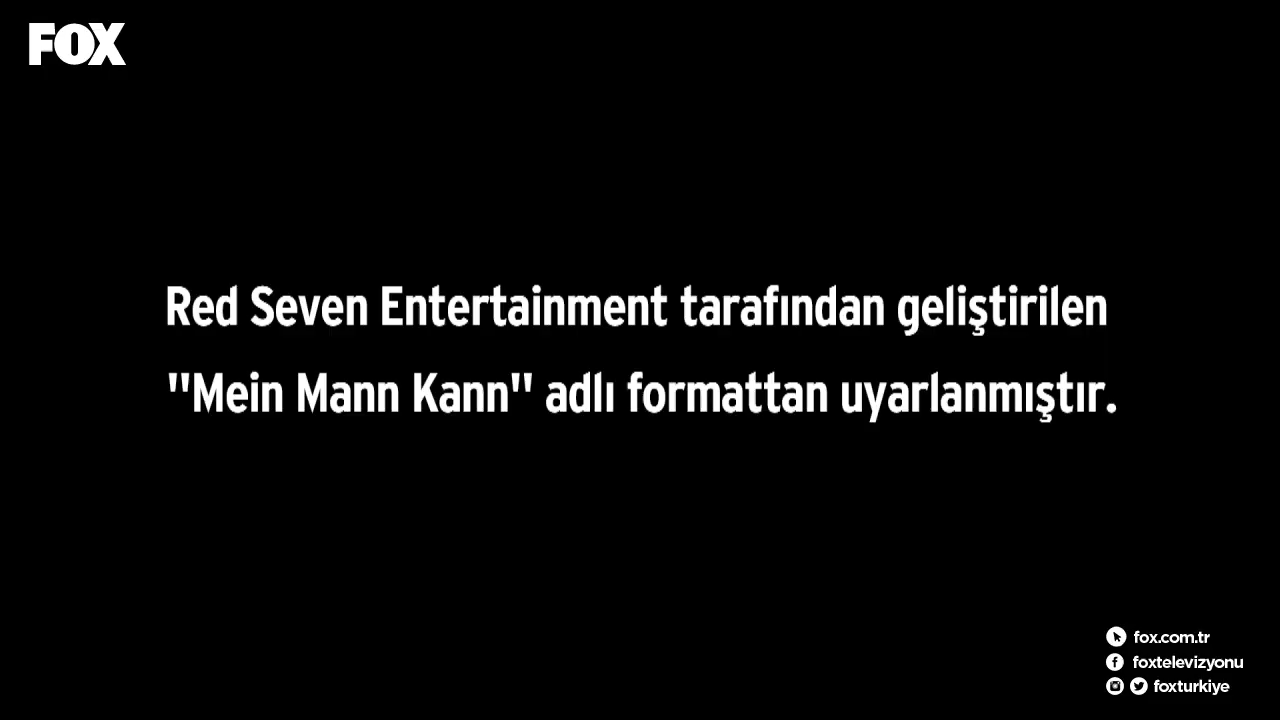 FOX
Red Seven Entertainment tarafından geliştirilen
"Mein Mann Kann" adlı formattan uyarlanmıştır.
fox.com.tr
foxtelevizyonu
foxturkiye